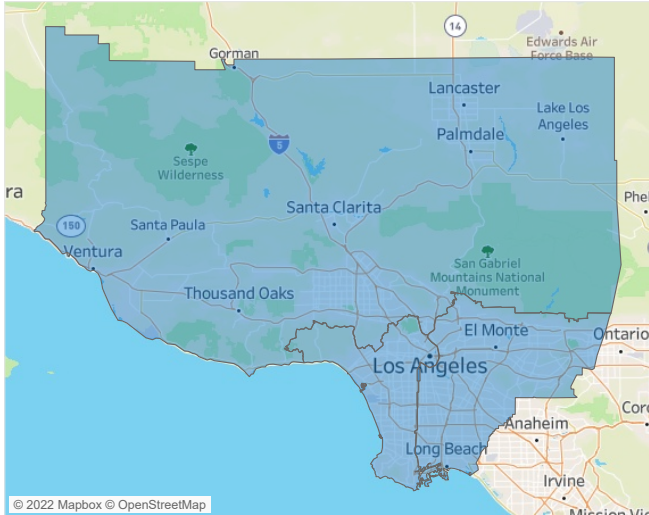 14
Edwards Air
Force Base
Gorman
Lancaster
Lake Los
Angeles
Palmdale
5
Sespe
Wilderness
ra
Phe
Santa Clarita
150
Santa Paula
Ventura
San Gabriel
Mountains National
Monument
Thousand Oaks
El Monte
Ontario
Los Angeles
Coro
Anaheim
Long Beach
Irvine
© 2022 Mapbox © OpenStreetMap
Mission Vi